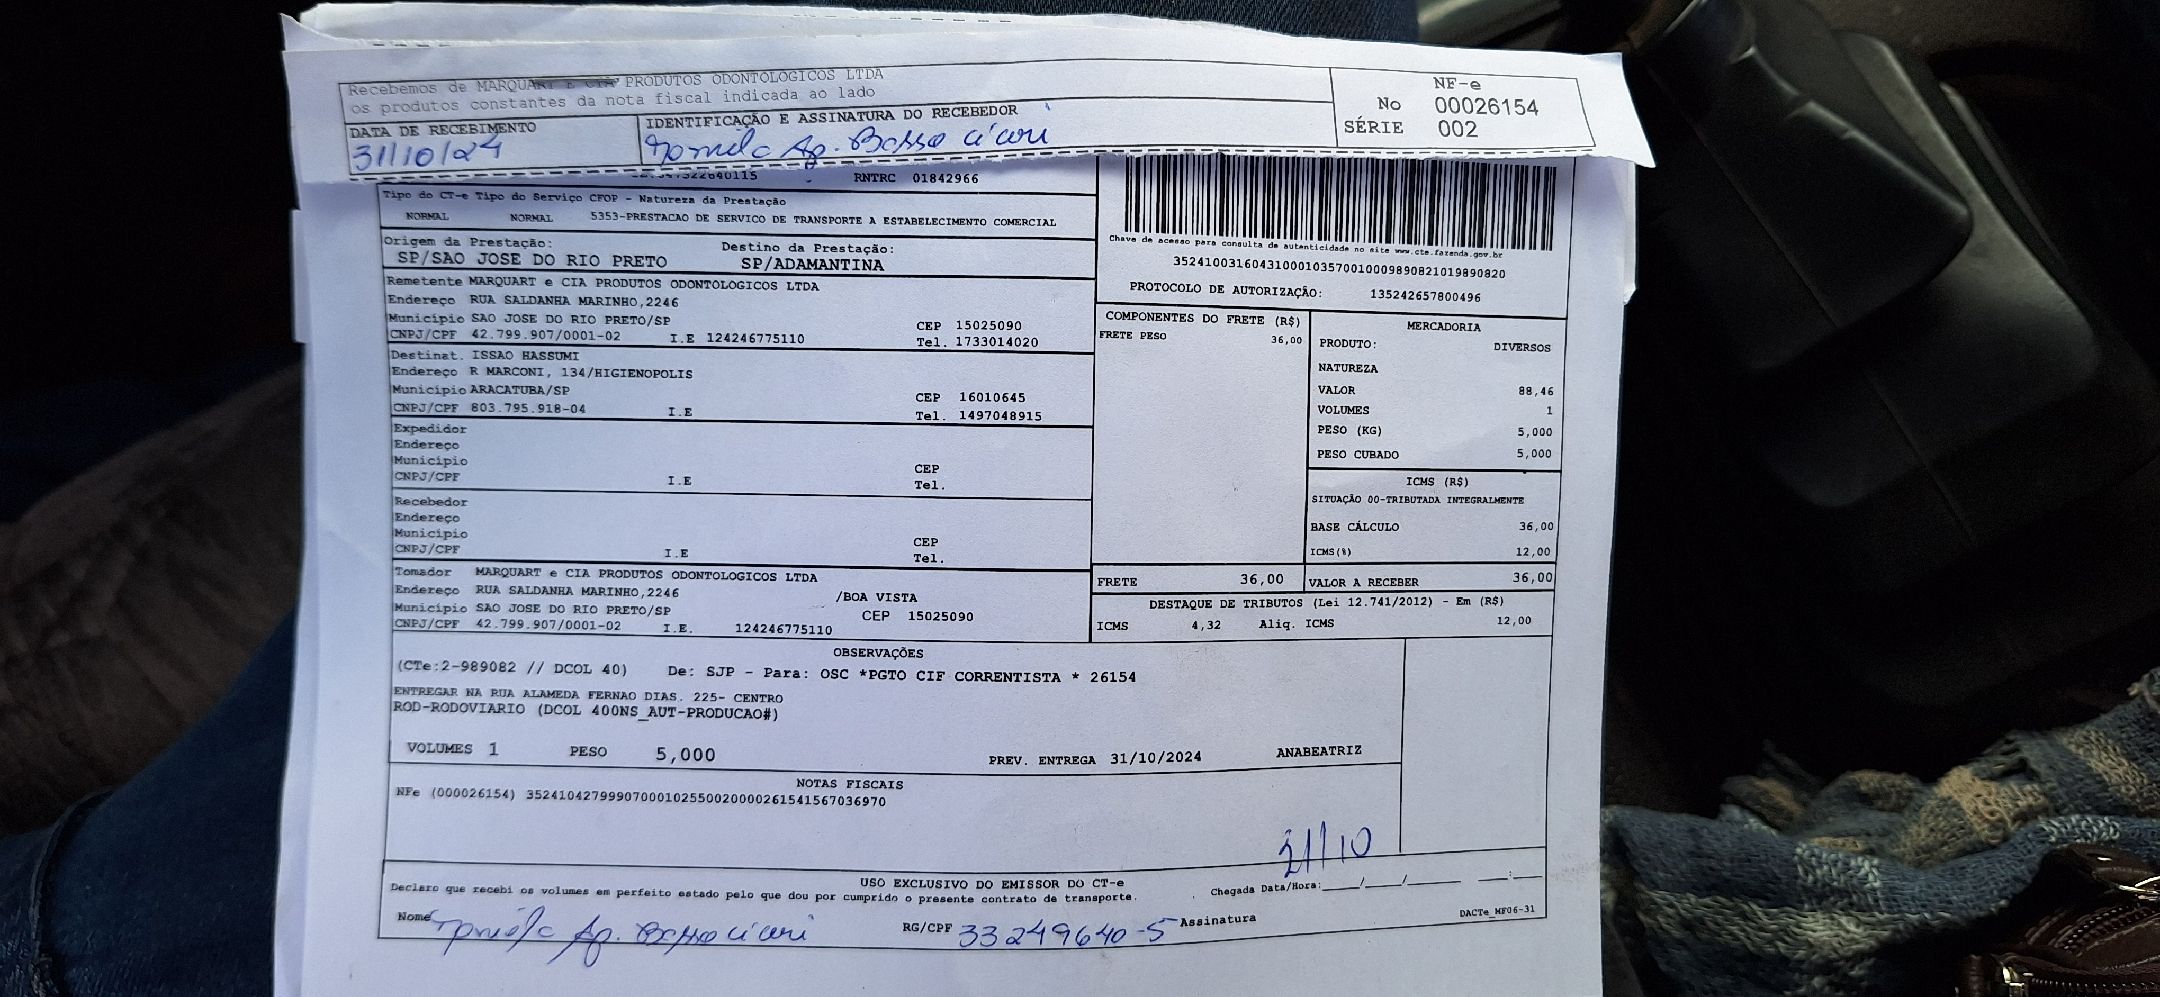 Recebemos de MARQUART E CIA PRODUTOS ODONTOLOGICOS LTDA
os produtos constantes da nota fiscal indicada ao lado
DATA DE RECEBIMENTO
31/10/24
IDENTIFICAÇÃO E ASSINATURA DO RECEBEDOR
Ap. Bosso
NF-e
No 00026154
SÉRIE 002
322640115 RNTRC 01842966
Tipo do CT-e Tipo do Serviço CFOP - Natureza da Prestação
NORMAL NORMAL 5353-PRESTACAO DE SERVICO DE TRANSPORTE A ESTABELECIMENTO COMERCIAL
Origem da Prestação: Destino da Prestação:
SP/SAO JOSE DO RIO PRETO SP/ADAMANTINA
Remetente MARQUART e CIA PRODUTOS ODONTOLOGICOS LTDA
Endereço RUA SALDANHA MARINHO,2246
Município SAO JOSE DO RIO PRETO/SP CEP 15025090
CNPJ/CPF 42.799.907/0001-02 I.E 124246775110 Tel. 1733014020
Destinat. ISSAO HASSUMI
Endereço R MARCONI, 134/HIGIENOPOLIS
Município ARACATUBA/SP CEP 16010645
CNPJ/CPF 803.795.918-04 I.E Tel. 1497048915
Expedidor
Endereço
Município CEP
CNPJ/CPF I.E Tel.
Recebedor
Endereço
Município CEP
CNPJ/CPF I.E Tel.
Tomador MARQUART e CIA PRODUTOS ODONTOLOGICOS LTDA
Endereço RUA SALDANHA MARINHO,2246 /BOA VISTA
Município SAO JOSE DO RIO PRETO/SP CEP 15025090
CNPJ/CPF 42.799.907/0001-02 I.E. 124246775110
Chave de acesso para consulta de autenticidade no site www.cte.fazenda.gov.br
35241003160431000103570010009890821019890820
PROTOCOLO DE AUTORIZAÇÃO: 135242657800496
COMPONENTES DO FRETE (R$)
FRETE PESO 36,00
MERCADORIA
PRODUTO: DIVERSOS
NATUREZA
VALOR 88,46
VOLUMES 1
PESO (KG) 5,000
PESO CUBADO 5,000
ICMS (R$)
SITUAÇÃO 00-TRIBUTADA INTEGRALMENTE
BASE CÁLCULO 36,00
ICMS(%) 12,00
FRETE 36,00 VALOR A RECEBER 36,00
DESTAQUE DE TRIBUTOS (Lei 12.741/2012) - Em (R$)
ICMS 4,32 Aliq. ICMS 12,00
OBSERVAÇÕES
(CTe:2-989082 // DCOL 40) De: SJP - Para: OSC *PGTO CIF CORRENTISTA * 26154
ENTREGAR NA RUA ALAMEDA FERNAO DIAS. 225- CENTRO
ROD-RODOVIARIO (DCOL 400NS_AUT-PRODUCAO#)
VOLUMES 1 PESO 5,000 PREV. ENTREGA 31/10/2024 ANABEATRIZ
NOTAS FISCAIS
NFe (000026154) 35241042799907000102550020000261541567036970
31/10
USO EXCLUSIVO DO EMISSOR DO CT-e
Declaro que recebi os volumes em perfeito estado pelo que dou por cumprido o presente contrato de transporte.
Chegada Data/Hora:____/____/______ ___:___
Nome Ap. Bosso RG/CPF 33249640-5 Assinatura
DACTe_MF06-31